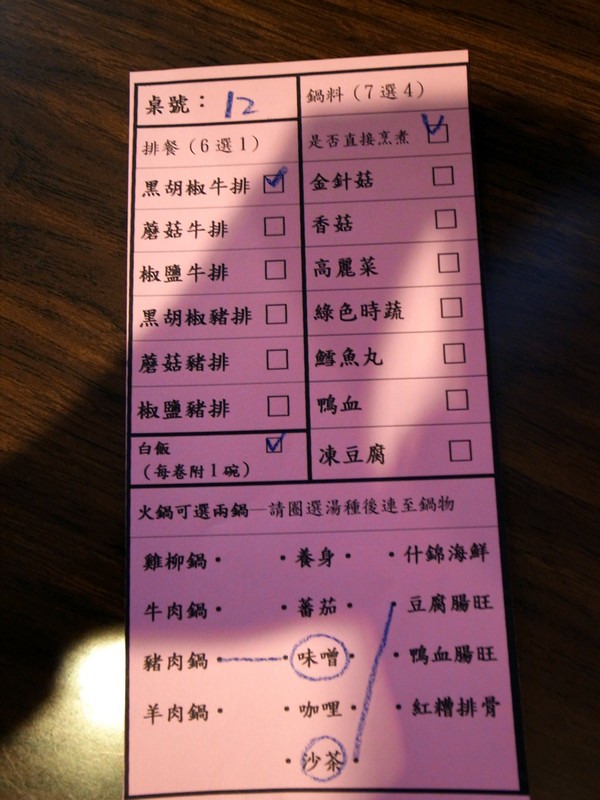 桌號：12
排餐（6選1）
黑胡椒牛排 ☑
蘑菇牛排 □
椒鹽牛排 □
黑胡椒豬排 □
蘑菇豬排 □
椒鹽豬排 □
白飯 ☑
（每卷附1碗）
鍋料（7選4）
是否直接烹煮 ☑
金針菇 □
香菇 □
高麗菜 □
綠色時蔬 □
鱈魚丸 □
鴨血 □
凍豆腐 □
火鍋可選兩鍋—請圈選湯種後連至鍋物
雞柳鍋・ ・養身・ ・什錦海鮮
牛肉鍋・ ・蕃茄・ ・豆腐腸旺
豬肉鍋・ ・味噌・ ・鴨血腸旺
羊肉鍋・ ・咖哩・ ・紅糟排骨
・沙茶・